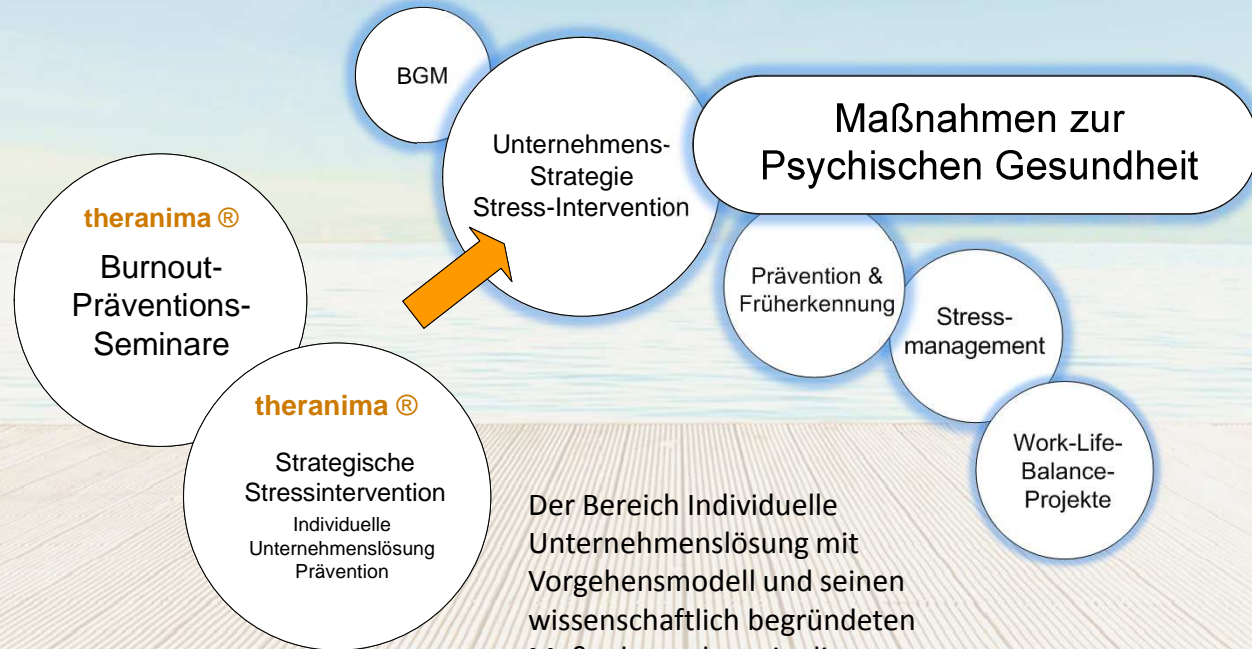 BGM
Unternehmens-
Strategie
Stress-Intervention
Maßnahmen zur
Psychischen Gesundheit
theranima ®
Burnout-
Präventions-
Seminare
Prävention &
Früherkennung
Stress-
management
theranima ®
Strategische
Stressintervention
Individuelle
Unternehmenslösung
Prävention
Work-Life-
Balance-
Projekte
Der Bereich Individuelle
Unternehmenslösung mit
Vorgehensmodell und seinen
wissenschaftlich begründeten